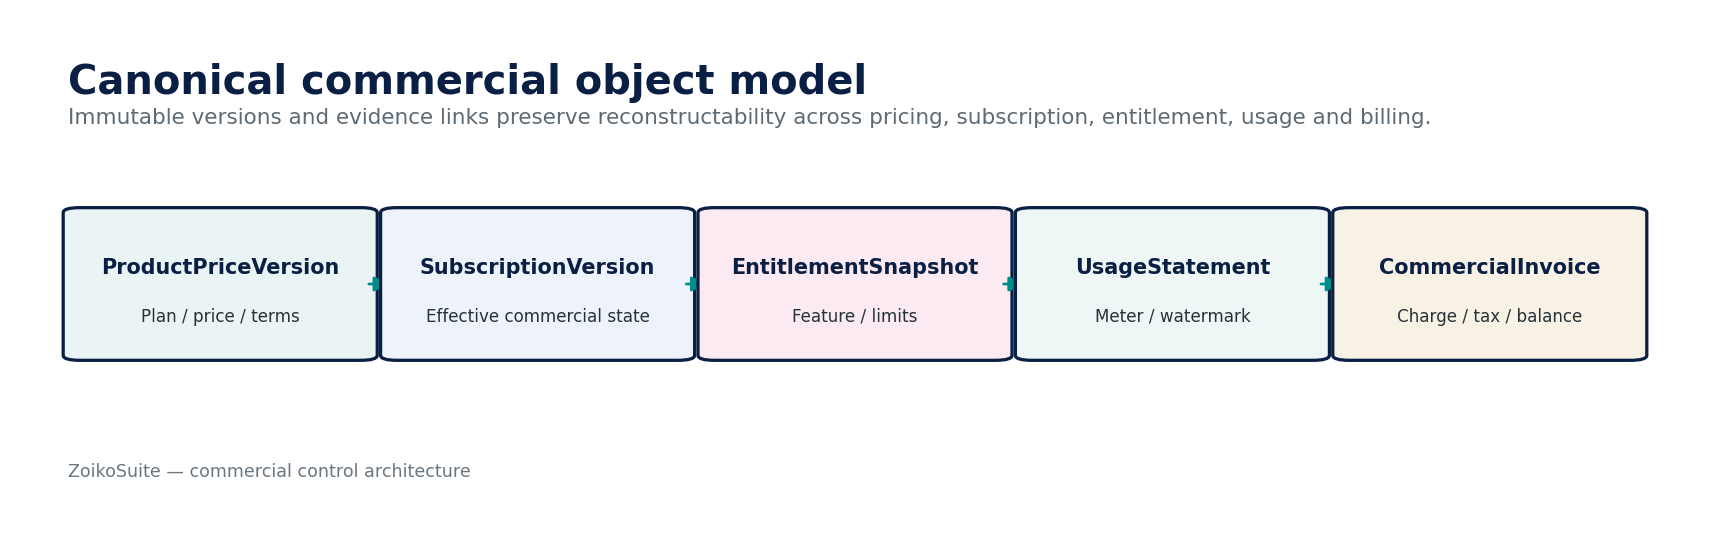 Canonical commercial object model
Immutable versions and evidence links preserve reconstructability across pricing, subscription, entitlement, usage and billing.
ProductPriceVersion
Plan / price / terms
SubscriptionVersion
Effective commercial state
EntitlementSnapshot
Feature / limits
UsageStatement
Meter / watermark
CommercialInvoice
Charge / tax / balance
ZoikoSuite — commercial control architecture